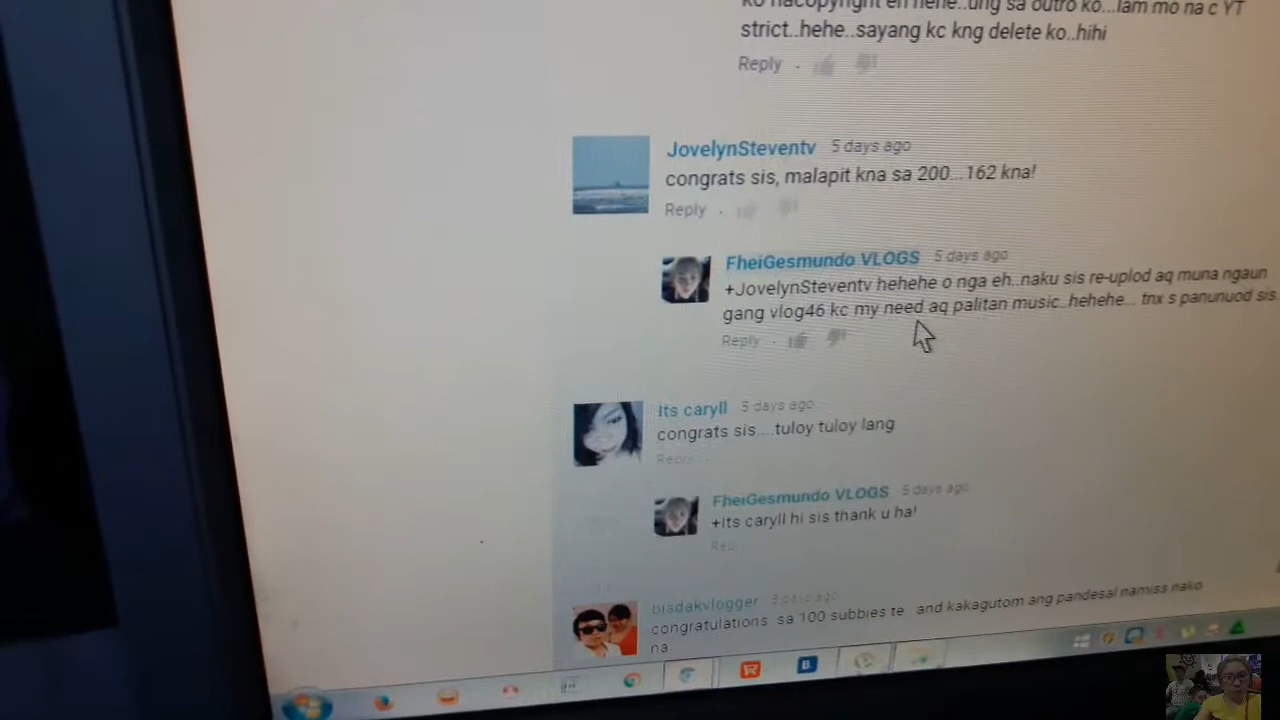 ko nacopyright eh hehe..ung sa outro ko...lam mo na c YT
strict..hehe..sayang kc kng delete ko..hihi
Reply
JovelynSteventv 5 days ago
congrats sis, malapit kna sa 200...162 kna!
Reply
FheiGesmundo VLOGS 5 days ago
+JovelynSteventv hehehe o nga eh..naku sis re-uplod aq muna ngaun
gang vlog46 kc my need aq palitan music..hehehe... tnx s panunuod sis
Reply
Its caryll 5 days ago
congrats sis....tuloy tuloy lang
Reply
FheiGesmundo VLOGS 5 days ago
+Its caryll hi sis thank u ha!
Reply
bisdakvlogger 5 days ago
congratulations sa 100 subbies te and kakagutom ang pandesal namiss nako
na
B.